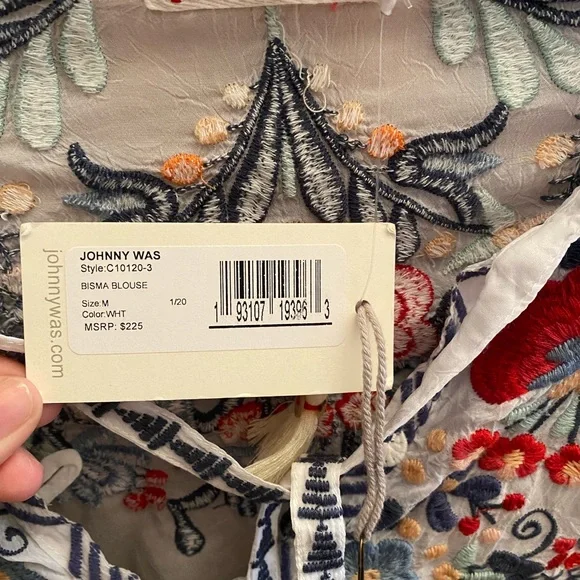 johnnywas.com
JOHNNY WAS
Style:C10120-3
BISMA BLOUSE
Size:M 1/20
Color:WHT
MSRP: $225
1 93107 19396 3